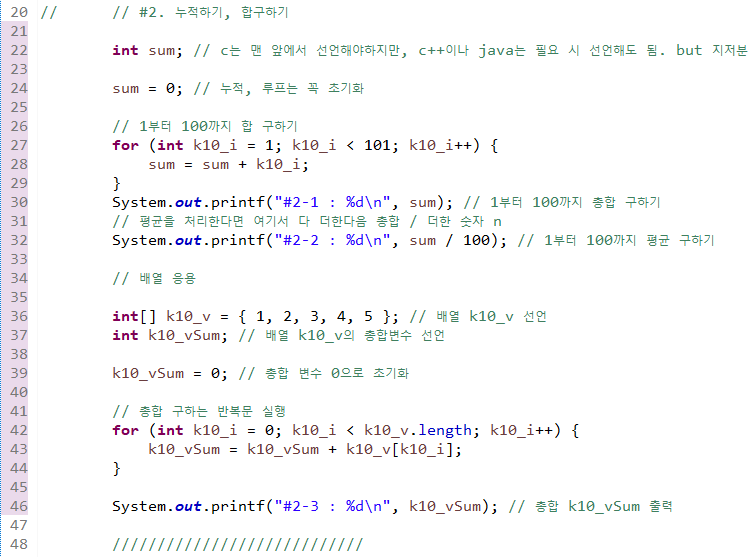 20 //      // #2. 누적하기, 합구하기
21
22         int sum; // c는 맨 앞에서 선언해야하지만, c++이나 java는 필요 시 선언해도 됨. but 지저분
23
24         sum = 0; // 누적, 루프는 꼭 초기화
25
26         // 1부터 100까지 합 구하기
27         for (int k10_i = 1; k10_i < 101; k10_i++) {
28             sum = sum + k10_i;
29         }
30         System.out.printf("#2-1 : %d\n", sum); // 1부터 100까지 총합 구하기
31         // 평균을 처리한다면 여기서 다 더한다음 총합 / 더한 숫자 n
32         System.out.printf("#2-2 : %d\n", sum / 100); // 1부터 100까지 평균 구하기
33
34         // 배열 응용
35
36         int[] k10_v = { 1, 2, 3, 4, 5 }; // 배열 k10_v 선언
37         int k10_vSum; // 배열 k10_v의 총합변수 선언
38
39         k10_vSum = 0; // 총합 변수 0으로 초기화
40
41         // 총합 구하는 반복문 실행
42         for (int k10_i = 0; k10_i < k10_v.length; k10_i++) {
43             k10_vSum = k10_vSum + k10_v[k10_i];
44         }
45
46         System.out.printf("#2-3 : %d\n", k10_vSum); // 총합 k10_vSum 출력
47
48         ////////////////////////////